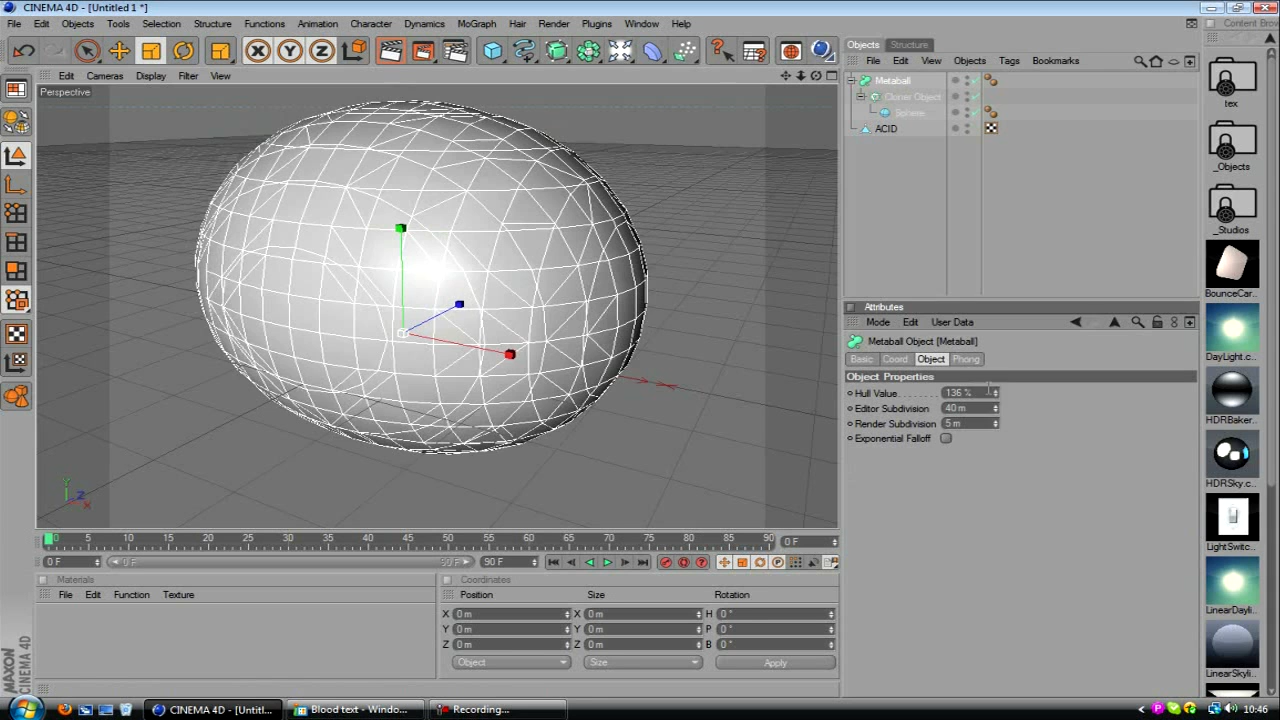 CINEMA 4D - [Untitled 1 *]
File Edit Objects Tools Selection Structure Functions Animation Character Dynamics MoGraph Hair Render Plugins Window Help
Content Brow
Edit Cameras Display Filter View
Perspective
Y
Z
X
0 5 10 15 20 25 30 35 40 45 50 55 60 65 70 75 80 85 90
0 F
0 F 0 F 90 F 90 F
Materials
File Edit Function Texture
Coordinates
Position Size Rotation
X 0 m X 0 m H 0 °
Y 0 m Y 0 m P 0 °
Z 0 m Z 0 m B 0 °
Object Size Apply
MAXON
CINEMA 4D
Objects Structure
File Edit View Objects Tags Bookmarks
Metaball
Cloner Object
Sphere
ACID
Attributes
Mode Edit User Data
Metaball Object [Metaball]
Basic Coord Object Phong
Object Properties
Hull Value 136 %
Editor Subdivision 40 m
Render Subdivision 5 m
Exponential Falloff
tex
_Objects
_Studios
BounceCar..
DayLight.c..
HDRBaker..
HDRSky.c..
LightSwitc..
LinearDayli..
LinearSkyli..
CINEMA 4D - [Untitl...
Blood text - Windo...
Recording...
10:46